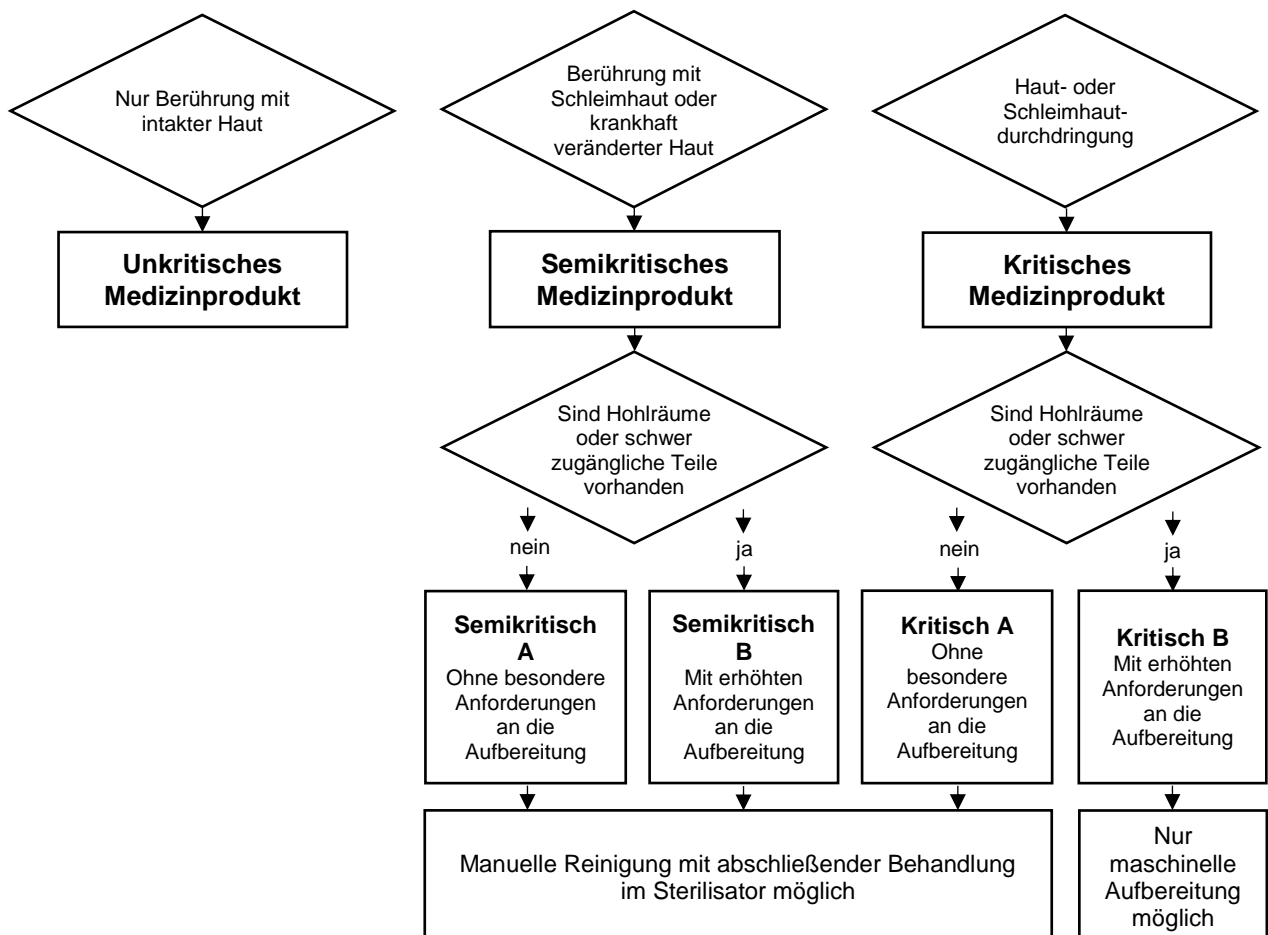 Nur Berührung mit
intakter Haut
Berührung mit
Schleimhaut oder
krankhaft
veränderter Haut
Haut- oder
Schleimhaut-
durchdringung
Unkritisches
Medizinprodukt
Semikritisches
Medizinprodukt
Kritisches
Medizinprodukt
Sind Hohlräume
oder schwer
zugängliche Teile
vorhanden
Sind Hohlräume
oder schwer
zugängliche Teile
vorhanden
nein
ja
nein
ja
Semikritisch
A
Ohne besondere
Anforderungen
an die
Aufbereitung
Semikritisch
B
Mit erhöhten
Anforderungen
an die
Aufbereitung
Kritisch A
Ohne
besondere
Anforderungen
an die
Aufbereitung
Kritisch B
Mit erhöhten
Anforderungen
an die
Aufbereitung
Manuelle Reinigung mit abschließender Behandlung
im Sterilisator möglich
Nur
maschinelle
Aufbereitung
möglich